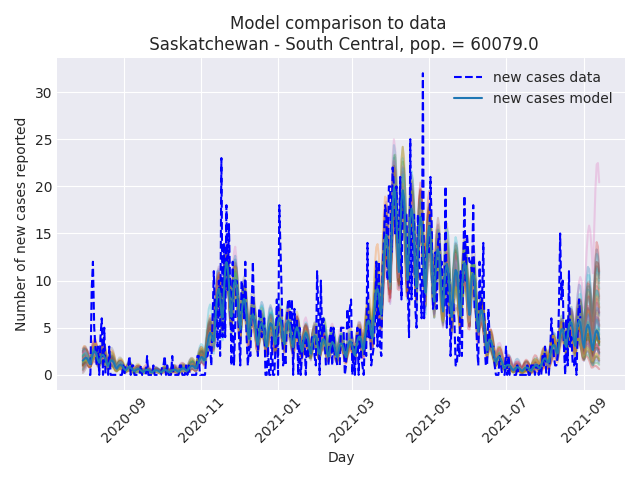 Model comparison to data
Saskatchewan - South Central, pop. = 60079.0
new cases data
new cases model
Number of new cases reported
30
25
20
15
10
5
0
2020-09
2020-11
2021-01
2021-03
2021-05
2021-07
2021-09
Day